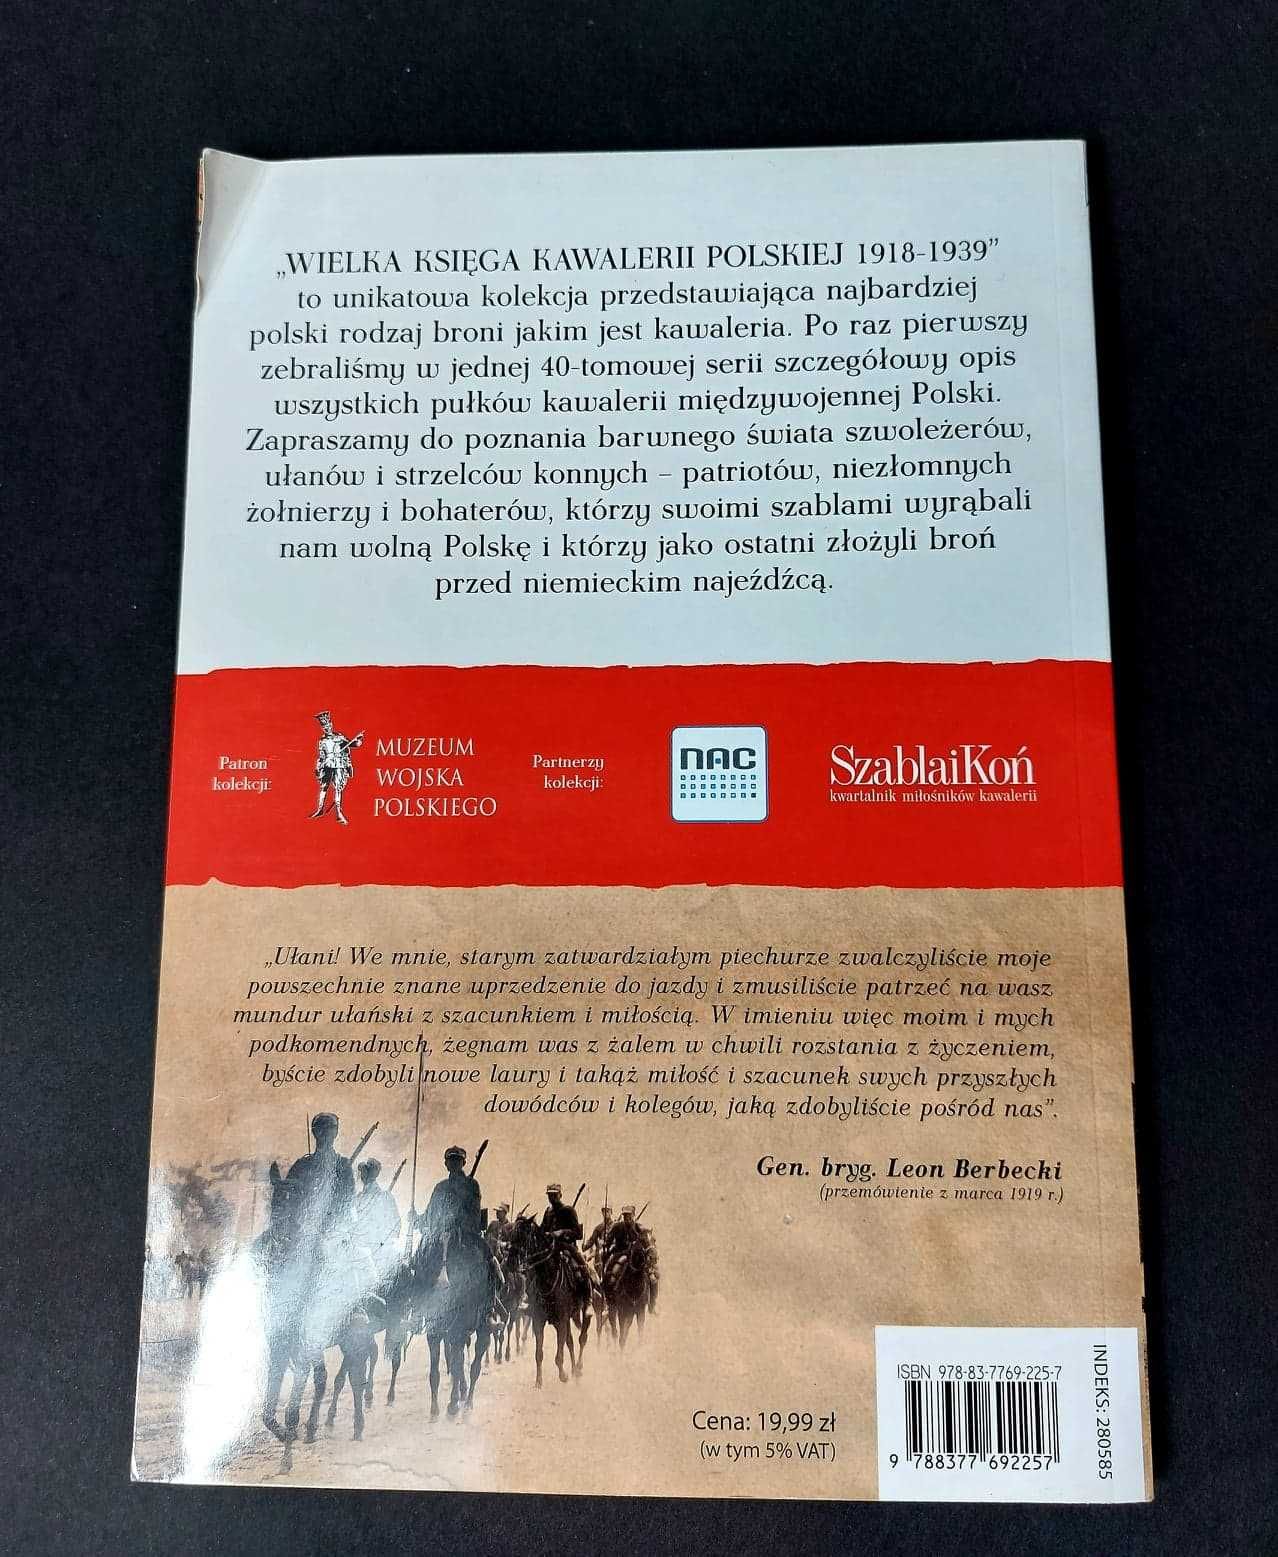 „WIELKA KSIĘGA KAWALERII POLSKIEJ 1918-1939”
to unikatowa kolekcja przedstawiająca najbardziej
polski rodzaj broni jakim jest kawaleria. Po raz pierwszy
zebraliśmy w jednej 40-tomowej serii szczegółowy opis
wszystkich pułków kawalerii międzywojennej Polski.
Zapraszamy do poznania barwnego świata szwoleżerów,
ułanów i strzelców konnych – patriotów, niezłomnych
żołnierzy i bohaterów, którzy swoimi szablami wyrąbali
nam wolną Polskę i którzy jako ostatni złożyli broń
przed niemieckim najeźdźcą.
Patron
kolekcji:
MUZEUM
WOJSKA
POLSKIEGO
Partnerzy
kolekcji:
NAC
SzablaiKoń
kwartalnik miłośników kawalerii
„Ułani! We mnie, starym zatwardziałym piechurze zwalczyliście moje
powszechnie znane uprzedzenie do jazdy i zmusiliście patrzeć na wasz
mundur ułański z szacunkiem i miłością. W imieniu więc moim i mych
podkomendnych, żegnam was z żalem w chwili rozstania z życzeniem,
byście zdobyli nowe laury i takąż miłość i szacunek swych przyszłych
dowódców i kolegów, jaką zdobyliście pośród nas”.
Gen. bryg. Leon Berbecki
(przemówienie z marca 1919 r.)
Cena: 19,99 zł
(w tym 5% VAT)
ISBN 978-83-7769-225-7
9 788377 692257
INDEKS: 280585